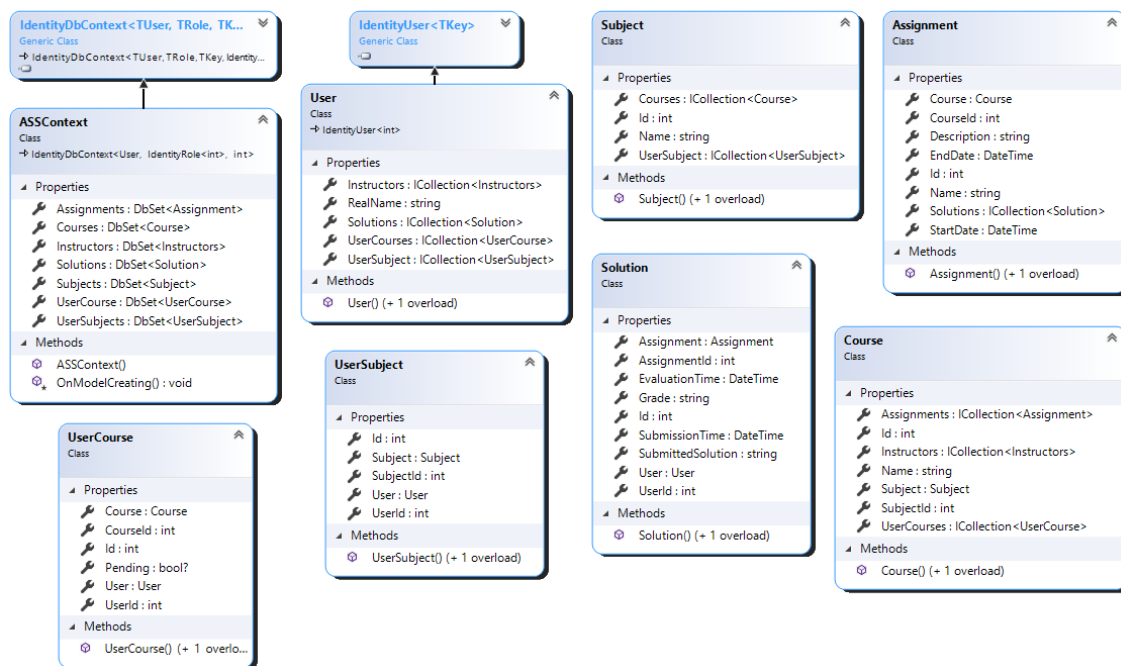 IdentityDbContext<TUser, TRole, TK...
Generic Class
IdentityDbContext<TUser, TRole, TKey, Identity...
ASSContext
Class
IdentityDbContext<User, IdentityRole<int>, int>
Properties
Assignments : DbSet<Assignment>
Courses : DbSet<Course>
Instructors : DbSet<Instructors>
Solutions : DbSet<Solution>
Subjects : DbSet<Subject>
UserCourse : DbSet<UserCourse>
UserSubjects : DbSet<UserSubject>
Methods
ASSContext()
OnModelCreating() : void
UserCourse
Class
Properties
Course : Course
CourseId : int
Id : int
Pending : bool?
User : User
UserId : int
Methods
UserCourse() (+ 1 overlo...
IdentityUser<TKey>
Generic Class
User
Class
IdentityUser<int>
Properties
Instructors : ICollection<Instructors>
RealName : string
Solutions : ICollection<Solution>
UserCourses : ICollection<UserCourse>
UserSubject : ICollection<UserSubject>
Methods
User() (+ 1 overload)
UserSubject
Class
Properties
Id : int
Subject : Subject
SubjectId : int
User : User
UserId : int
Methods
UserSubject() (+ 1 overload)
Subject
Class
Properties
Courses : ICollection<Course>
Id : int
Name : string
UserSubject : ICollection<UserSubject>
Methods
Subject() (+ 1 overload)
Solution
Class
Properties
Assignment : Assignment
AssignmentId : int
EvaluationTime : DateTime
Grade : string
Id : int
SubmissionTime : DateTime
SubmittedSolution : string
User : User
UserId : int
Methods
Solution() (+ 1 overload)
Assignment
Class
Properties
Course : Course
CourseId : int
Description : string
EndDate : DateTime
Id : int
Name : string
Solutions : ICollection<Solution>
StartDate : DateTime
Methods
Assignment() (+ 1 overload)
Course
Class
Properties
Assignments : ICollection<Assignment>
Id : int
Instructors : ICollection<Instructors>
Name : string
Subject : Subject
SubjectId : int
UserCourses : ICollection<UserCourse>
Methods
Course() (+ 1 overload)